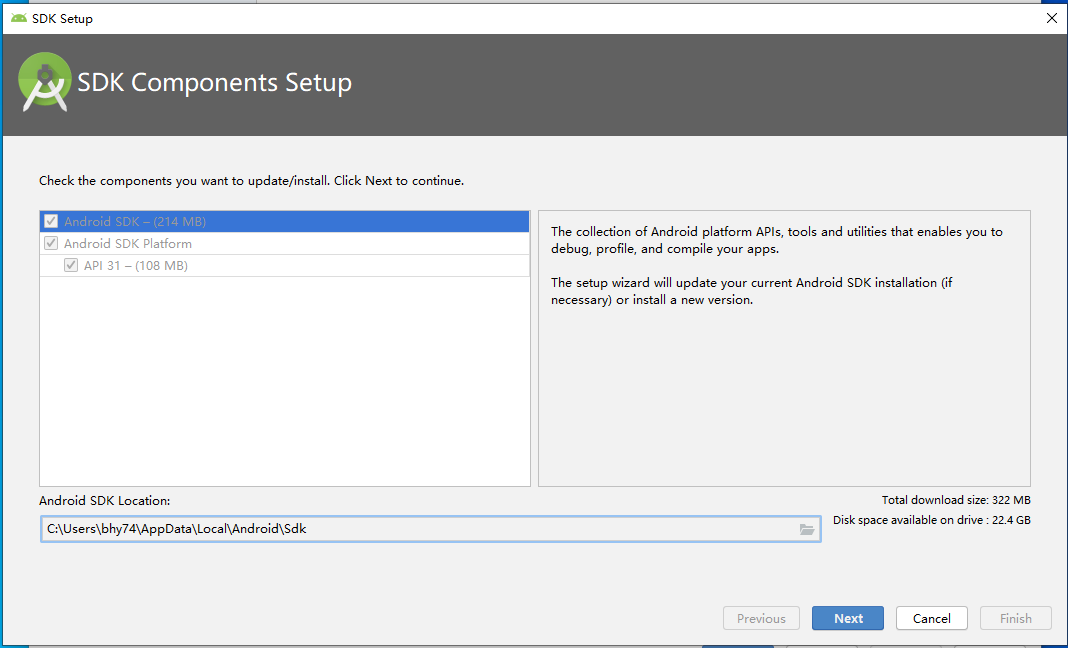 SDK Setup
SDK Components Setup
Check the components you want to update/install. Click Next to continue.
Android SDK – (214 MB)
Android SDK Platform
API 31 – (108 MB)
The collection of Android platform APIs, tools and utilities that enables you to
debug, profile, and compile your apps.
The setup wizard will update your current Android SDK installation (if
necessary) or install a new version.
Android SDK Location:
C:\Users\bhy74\AppData\Local\Android\Sdk
Total download size: 322 MB
Disk space available on drive : 22.4 GB
Previous
Next
Cancel
Finish